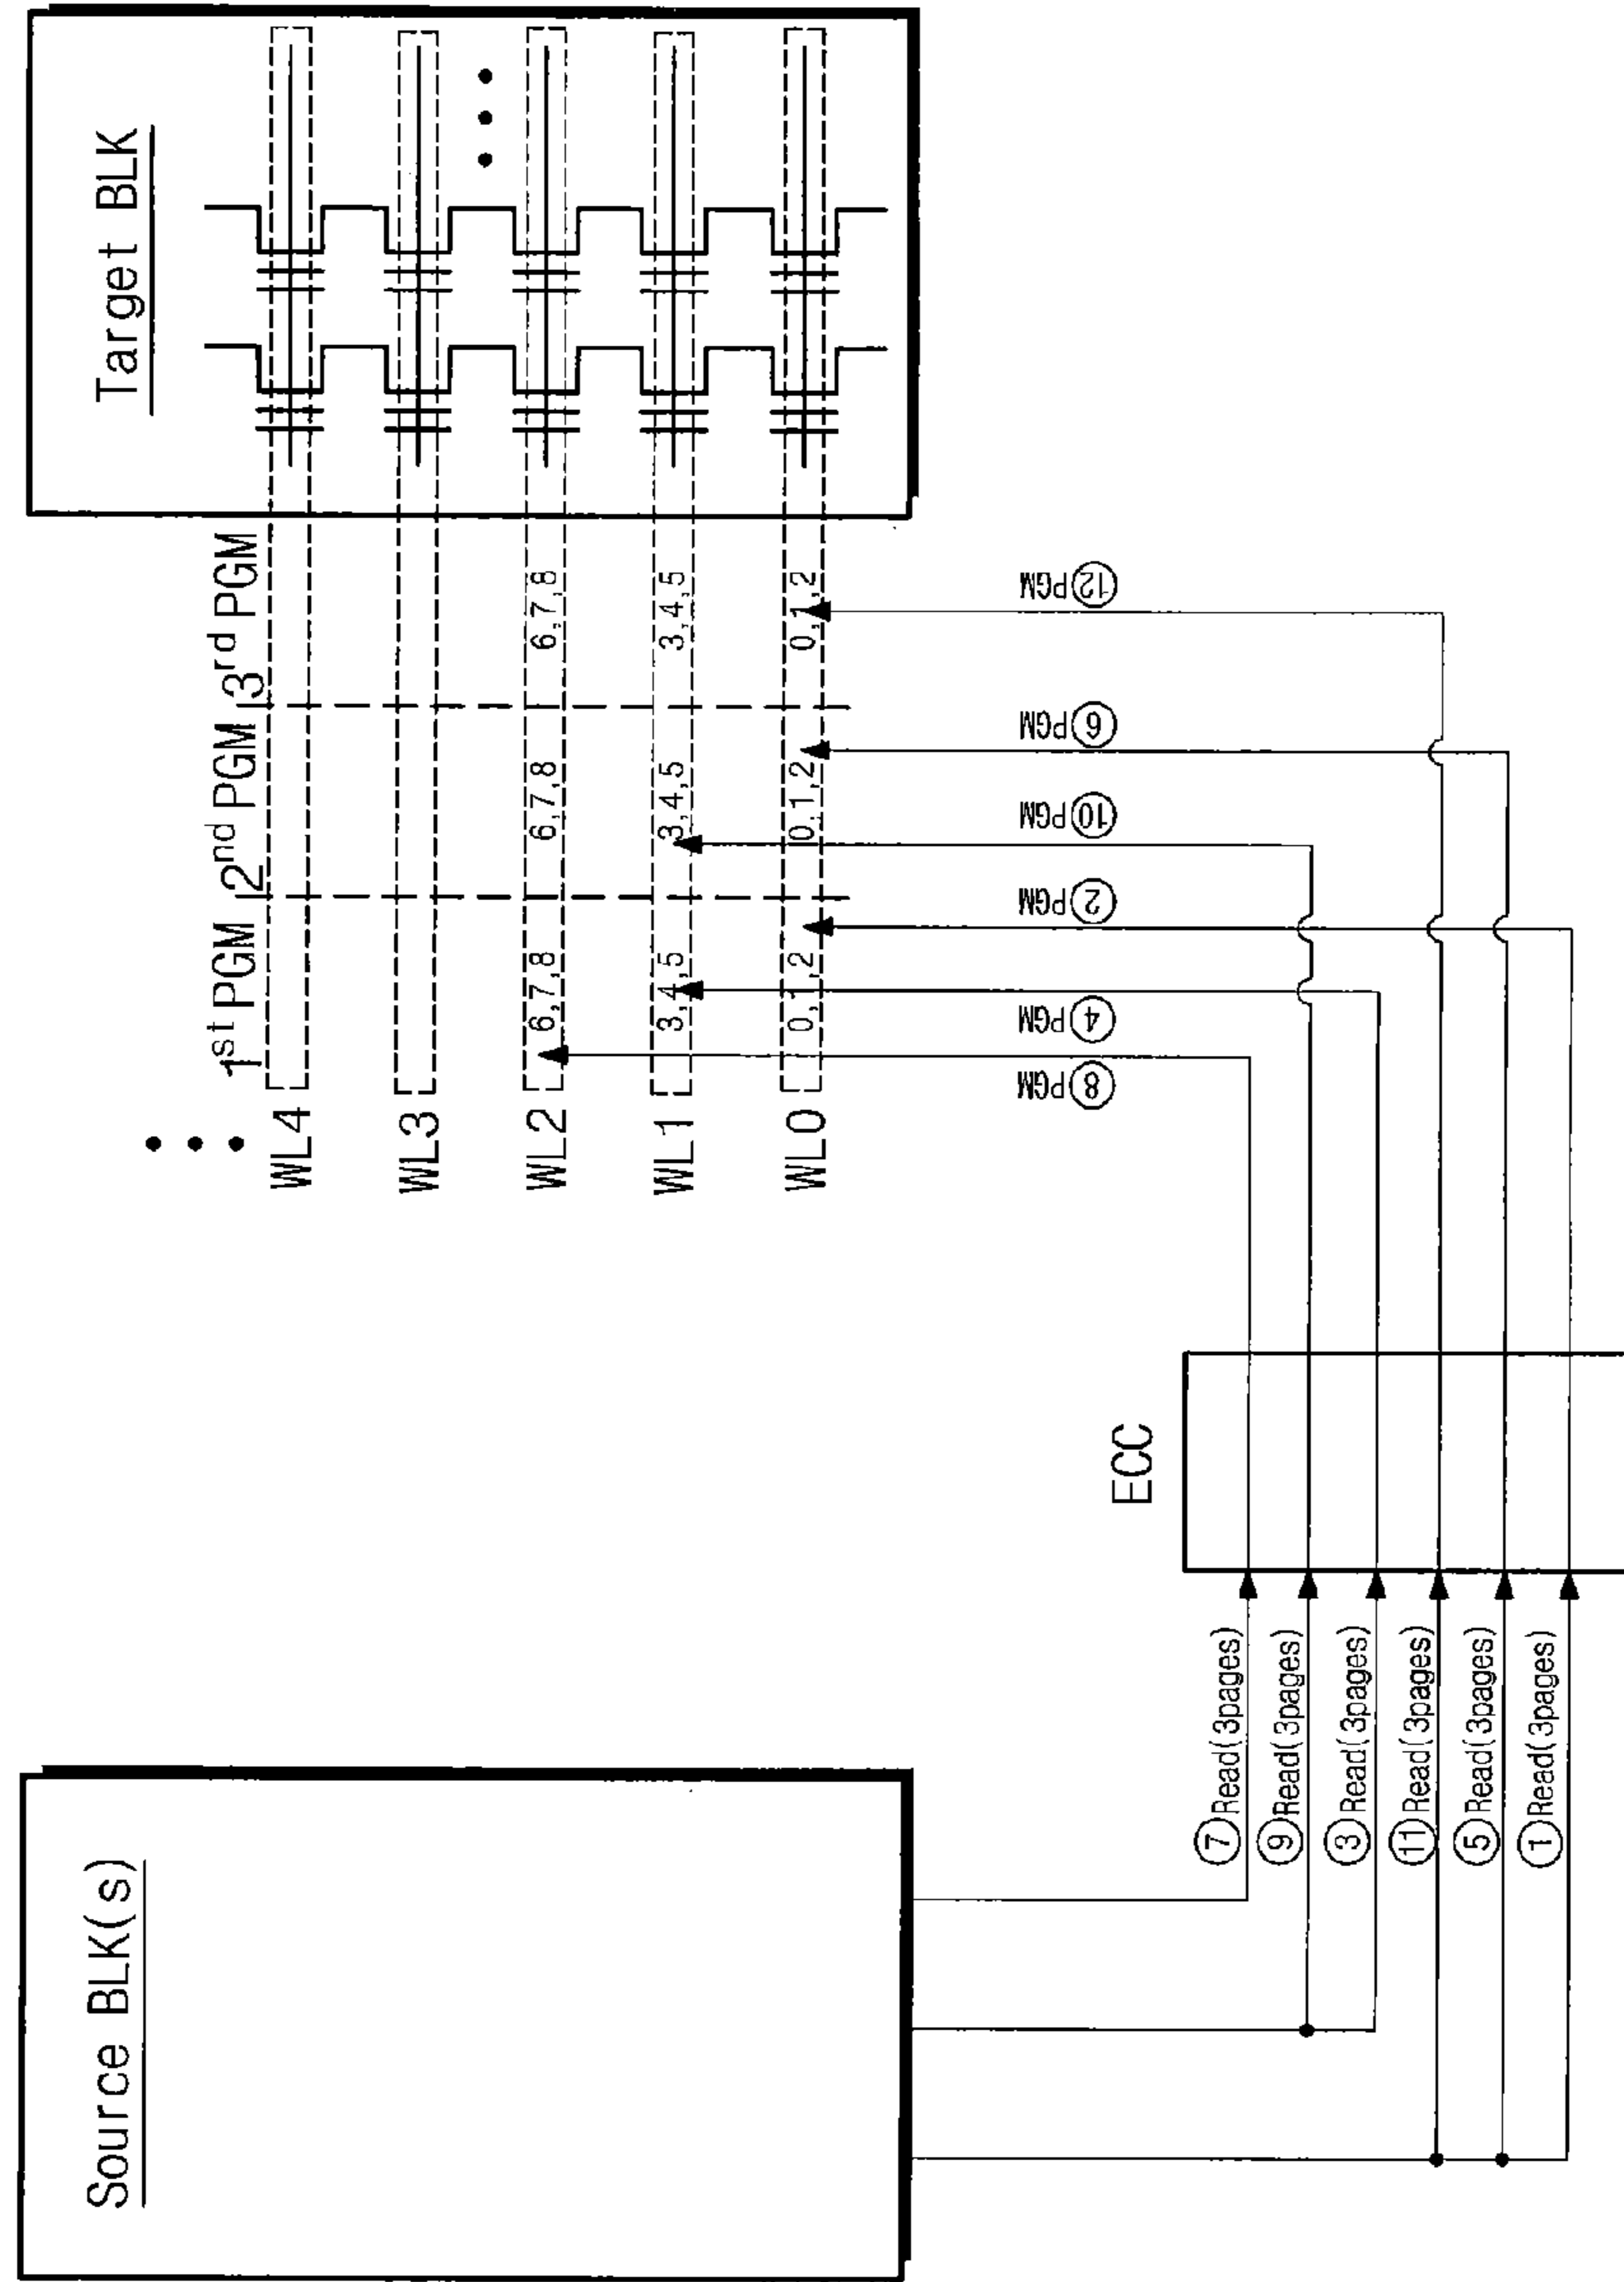 Source BLK(s)
Target BLK
1st PGM 2nd PGM 3rd PGM
WL4
WL3
WL2 6,7,8 6,7,8 6,7,8
WL1 3,4,5 3,4,5 3,4,5
WL0 0,1,2 0,1,2 0,1,2
⑧PGM
④PGM
②PGM
⑩PGM
⑥PGM
⑫PGM
ECC
⑦Read(3pages)
⑨Read(3pages)
③Read(3pages)
⑪Read(3pages)
⑤Read(3pages)
①Read(3pages)